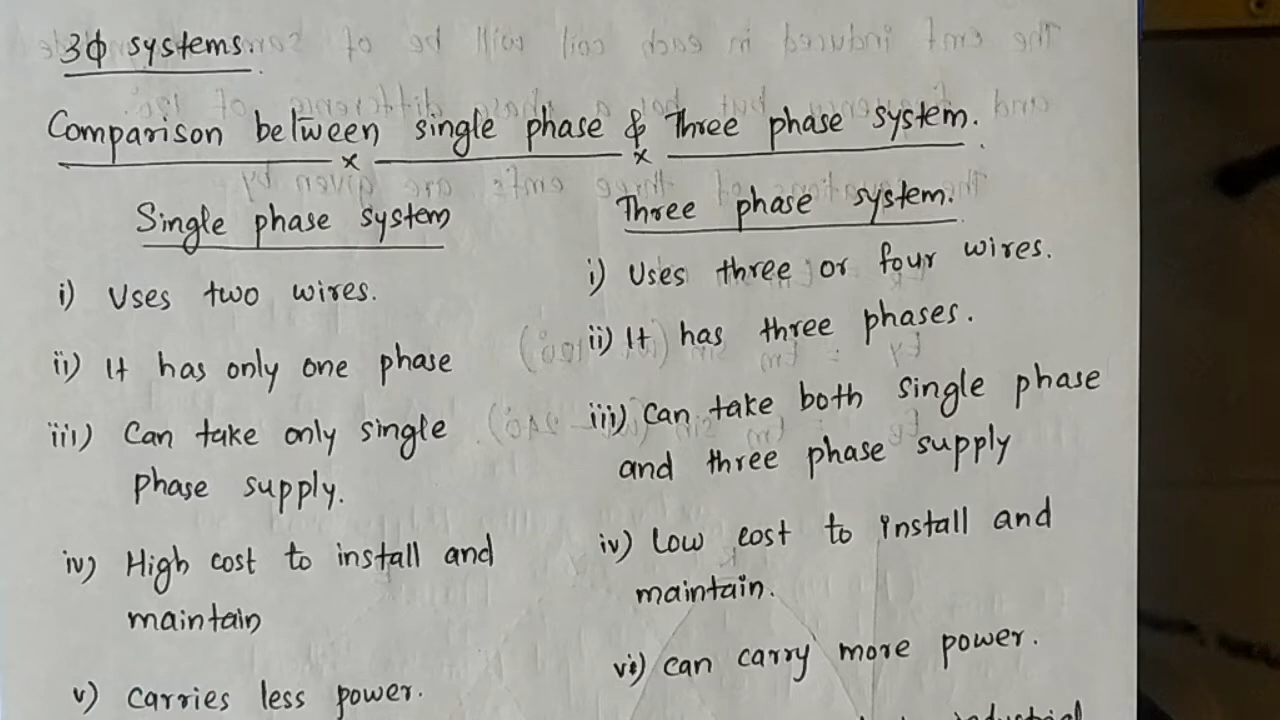 3ϕ systems.
Comparison between single phase & Three phase system.
Single phase system
i) Uses two wires.
ii) It has only one phase
iii) Can take only single
phase supply.
iv) High cost to install and
maintain
v) Carries less power.
Three phase system.
i) Uses three or four wires.
ii) It has three phases.
iii) Can take both single phase
and three phase supply
iv) Low cost to install and
maintain.
vi) Can carry more power.
industrial